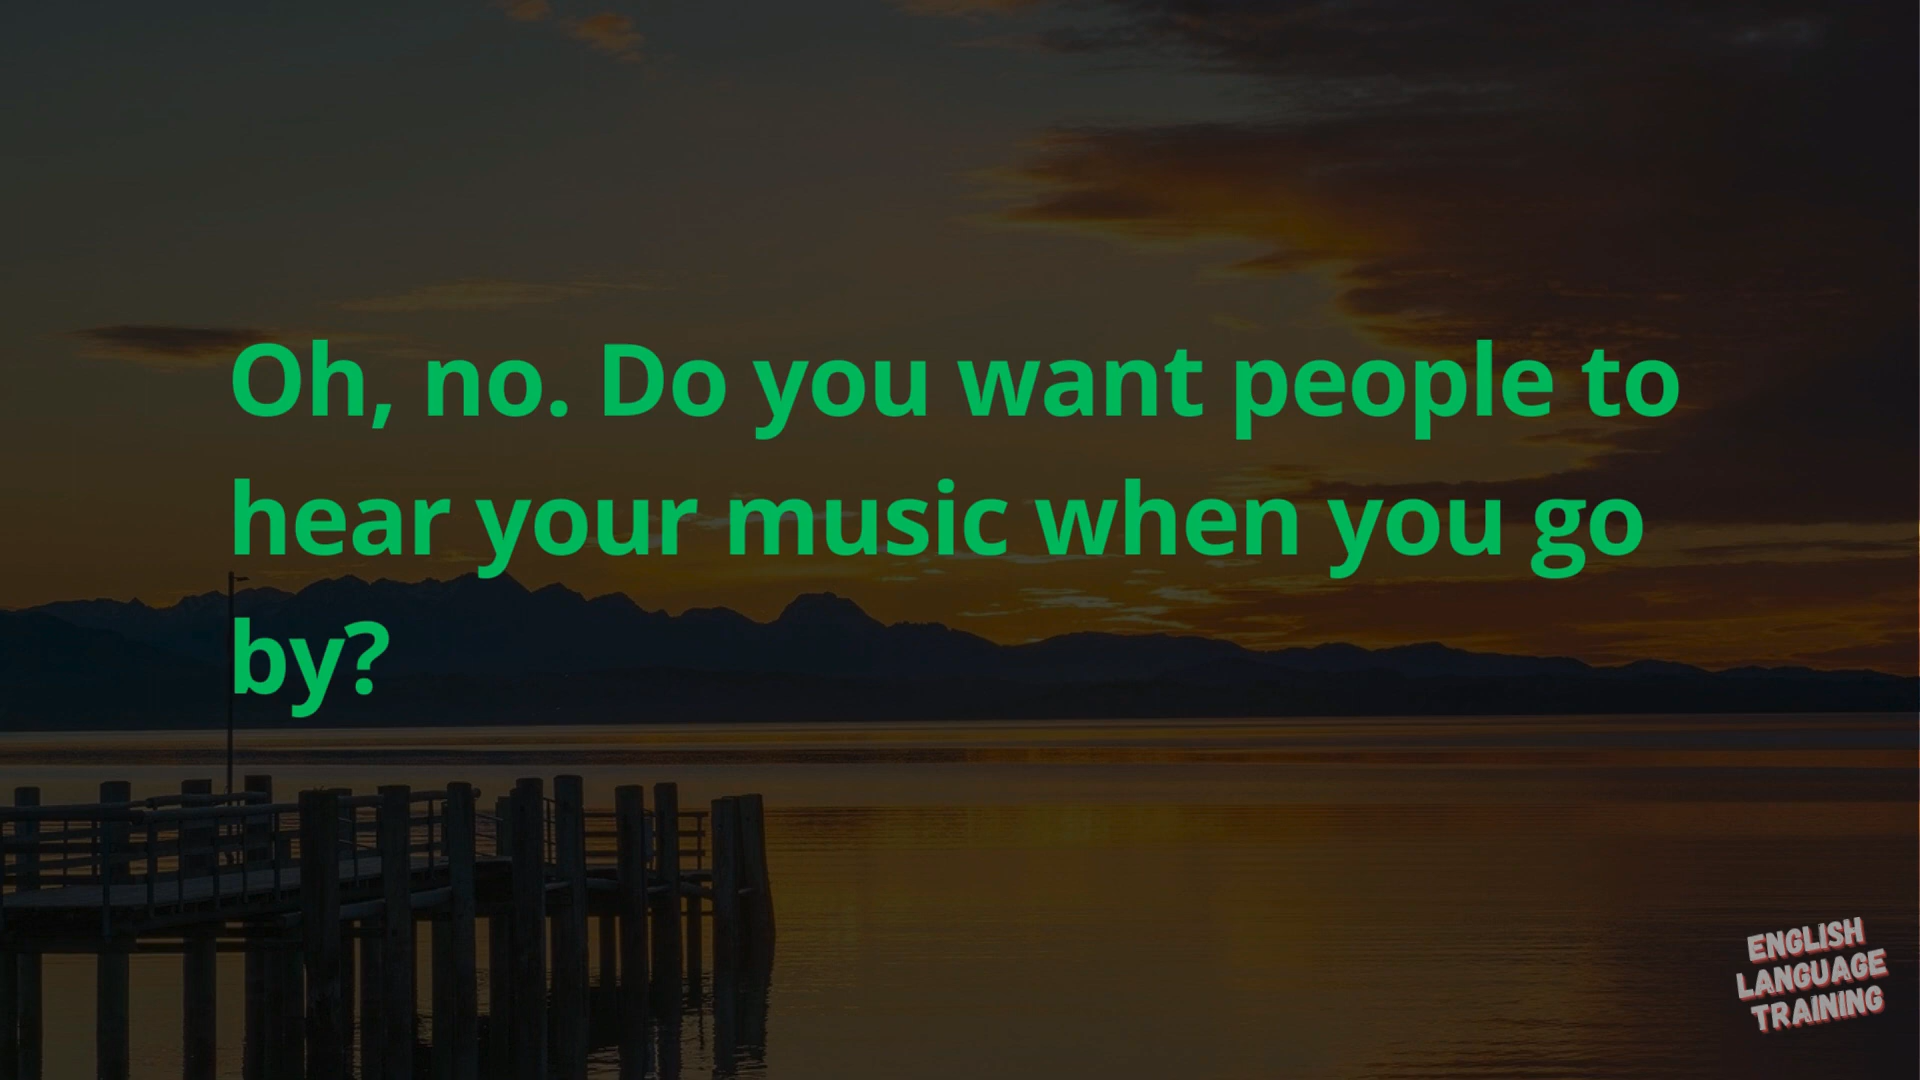 Oh, no. Do you want people to
hear your music when you go
by?
ENGLISH
LANGUAGE
TRAINING